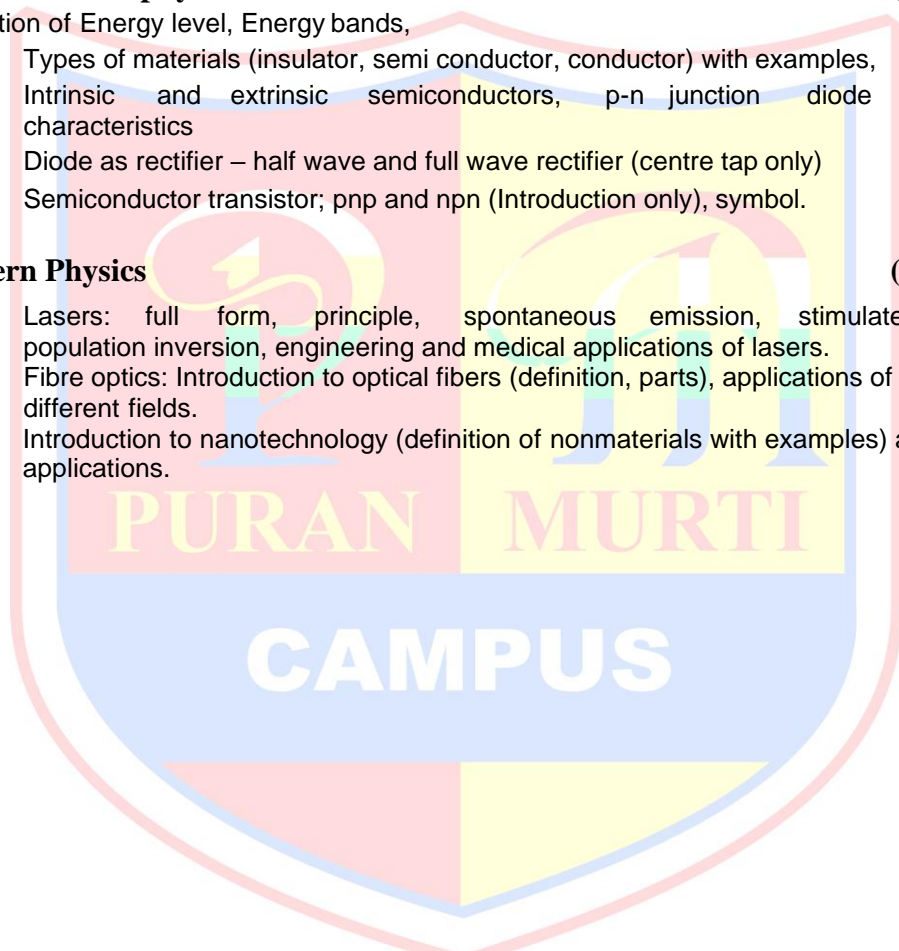 tion of Energy level, Energy bands,
Types of materials (insulator, semi conductor, conductor) with examples,
Intrinsic and extrinsic semiconductors, p-n junction diode
characteristics
Diode as rectifier – half wave and full wave rectifier (centre tap only)
Semiconductor transistor; pnp and npn (Introduction only), symbol.
ern Physics (
Lasers: full form, principle, spontaneous emission, stimulate
population inversion, engineering and medical applications of lasers.
Fibre optics: Introduction to optical fibers (definition, parts), applications of
different fields.
Introduction to nanotechnology (definition of nonmaterials with examples) a
applications.
PURAN MURTI
CAMPUS